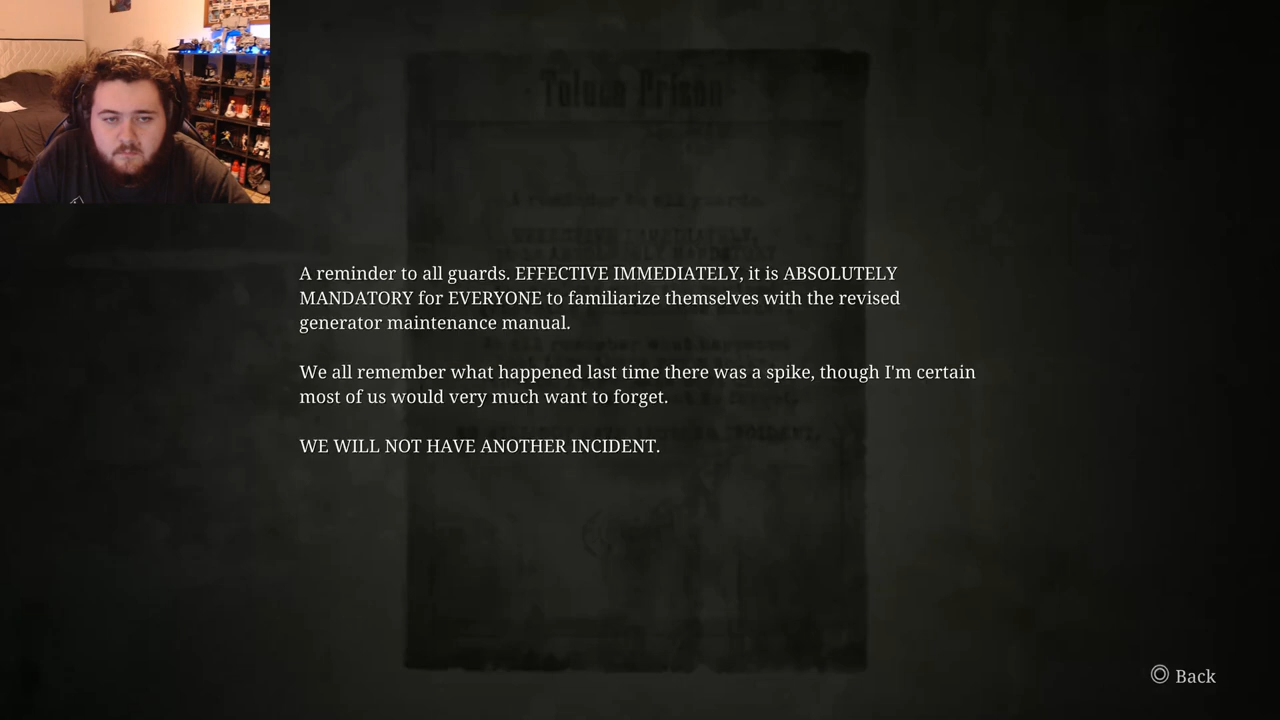 Toluca Prison
A reminder to all guards. EFFECTIVE IMMEDIATELY, it is ABSOLUTELY
MANDATORY for EVERYONE to familiarize themselves with the revised
generator maintenance manual.
We all remember what happened last time there was a spike, though I'm certain
most of us would very much want to forget.
WE WILL NOT HAVE ANOTHER INCIDENT.
Back